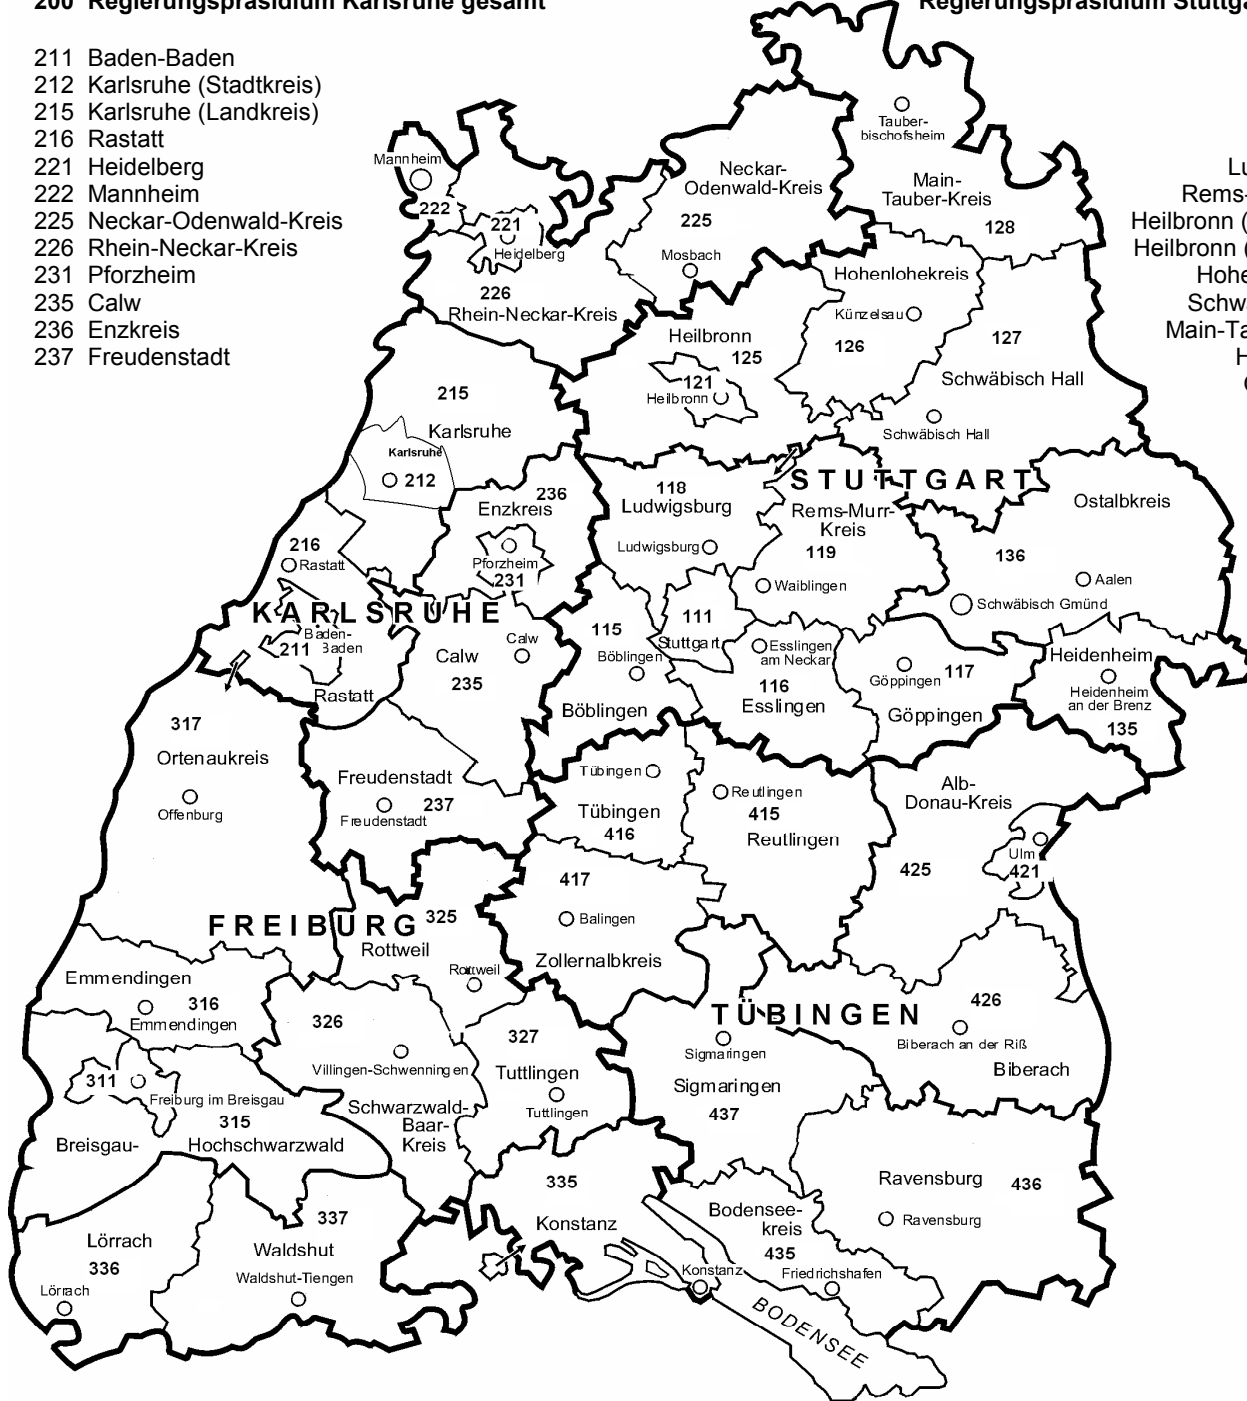 200 Regierungspräsidium Karlsruhe gesamt
Regierungspräsidium Stuttga
211 Baden-Baden
212 Karlsruhe (Stadtkreis)
215 Karlsruhe (Landkreis)
216 Rastatt
221 Heidelberg
222 Mannheim
225 Neckar-Odenwald-Kreis
226 Rhein-Neckar-Kreis
231 Pforzheim
235 Calw
236 Enzkreis
237 Freudenstadt
Lu
Rems-
Heilbronn (
Heilbronn (
Hohe
Schwä
Main-Ta
H
Tauber-
bischofsheim
Main-
Tauber-Kreis
128
Mannheim
222
221
Heidelberg
226
Rhein-Neckar-Kreis
Neckar-
Odenwald-Kreis
225
Mosbach
Hohenlohekreis
Künzelsau
126
127
Schwäbisch Hall
Schwäbisch Hall
Heilbronn
125
121
Heilbronn
215
Karlsruhe
Karlsruhe
212
236
Enzkreis
Pforzheim
231
216
Rastatt
KARLSRUHE
Baden-
Baden
211
Rastatt
Calw
Calw
235
STUTTGART
118
Ludwigsburg
Ludwigsburg
Rems-Murr-
Kreis
119
Waiblingen
Ostalbkreis
136
Aalen
Schwäbisch Gmünd
111
Stuttgart
115
Böblingen
Böblingen
Esslingen
am Neckar
116
Esslingen
Göppingen
117
Göppingen
Heidenheim
Heidenheim
an der Brenz
135
317
Ortenaukreis
Offenburg
Freudenstadt
237
Freudenstadt
Tübingen
Tübingen
416
Reutlingen
415
Reutlingen
Alb-
Donau-Kreis
425
Ulm
421
417
Balingen
Zollernalbkreis
FREIBURG
325
Rottweil
Rottweil
Emmendingen
316
Emmendingen
326
Villingen-Schwenningen
Schwarzwald-
Baar-
Kreis
327
Tuttlingen
Tuttlingen
TÜBINGEN
Sigmaringen
Sigmaringen
437
426
Biberach an der Riß
Biberach
311
Freiburg im Breisgau
315
Breisgau-
Hochschwarzwald
335
Konstanz
Konstanz
Bodensee-
kreis
435
Friedrichshafen
Ravensburg
436
Ravensburg
337
Waldshut
Waldshut-Tiengen
Lörrach
336
Lörrach
BODENSEE